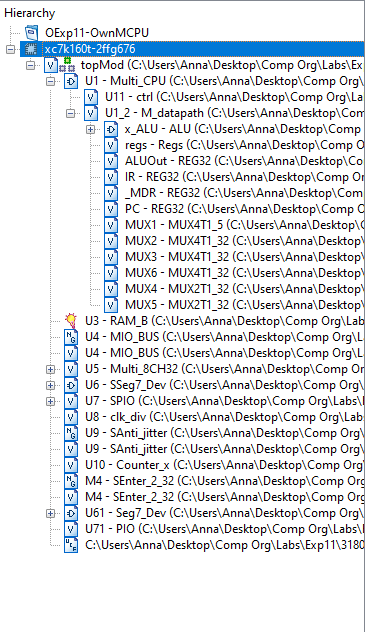 Hierarchy
OExp11-OwnMCPU
xc7k160t-2ffg676
topMod (C:\Users\Anna\Desktop\Comp Org\Labs\Ex
U1 - Multi_CPU (C:\Users\Anna\Desktop\Comp Or
U11 - ctrl (C:\Users\Anna\Desktop\Comp Org\La
U1_2 - M_datapath (C:\Users\Anna\Desktop\Com
x_ALU - ALU (C:\Users\Anna\Desktop\Comp
regs - Regs (C:\Users\Anna\Desktop\Comp O
ALUOut - REG32 (C:\Users\Anna\Desktop\Co
IR - REG32 (C:\Users\Anna\Desktop\Comp Or
_MDR - REG32 (C:\Users\Anna\Desktop\Com
PC - REG32 (C:\Users\Anna\Desktop\Comp O
MUX1 - MUX4T1_5 (C:\Users\Anna\Desktop\
MUX2 - MUX4T1_32 (C:\Users\Anna\Desktop
MUX3 - MUX4T1_32 (C:\Users\Anna\Desktop
MUX6 - MUX4T1_32 (C:\Users\Anna\Desktop
MUX4 - MUX2T1_32 (C:\Users\Anna\Desktop
MUX5 - MUX2T1_32 (C:\Users\Anna\Desktop
U3 - RAM_B (C:\Users\Anna\Desktop\Comp Org\Lab
U4 - MIO_BUS (C:\Users\Anna\Desktop\Comp Org\L
U4 - MIO_BUS (C:\Users\Anna\Desktop\Comp Org\L
U5 - Multi_8CH32 (C:\Users\Anna\Desktop\Comp Or
U6 - SSeg7_Dev (C:\Users\Anna\Desktop\Comp Org\
U7 - SPIO (C:\Users\Anna\Desktop\Comp Org\Labs\
U8 - clk_div (C:\Users\Anna\Desktop\Comp Org\Lab
U9 - SAnti_jitter (C:\Users\Anna\Desktop\Comp Org\
U9 - SAnti_jitter (C:\Users\Anna\Desktop\Comp Org\
U10 - Counter_x (C:\Users\Anna\Desktop\Comp Org
M4 - SEnter_2_32 (C:\Users\Anna\Desktop\Comp Or
M4 - SEnter_2_32 (C:\Users\Anna\Desktop\Comp Or
U61 - Seg7_Dev (C:\Users\Anna\Desktop\Comp Org
U71 - PIO (C:\Users\Anna\Desktop\Comp Org\Labs\
C:\Users\Anna\Desktop\Comp Org\Labs\Exp11\3180